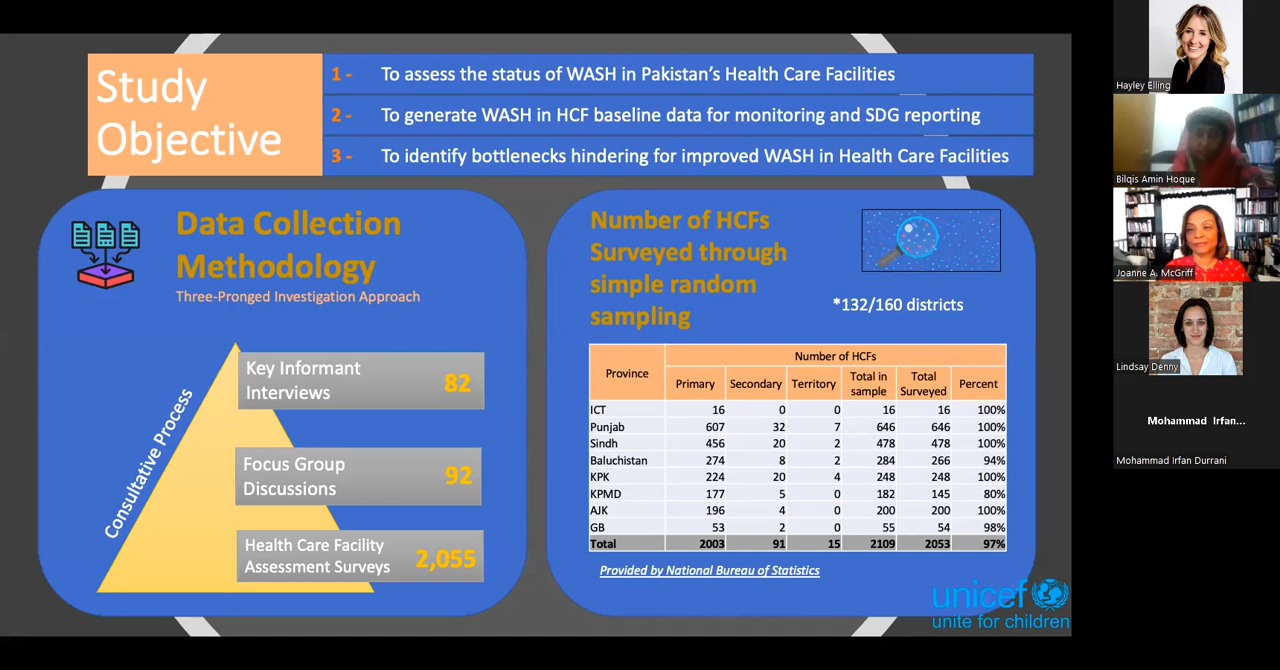 Study
Objective
1 - To assess the status of WASH in Pakistan's Health Care Facilities
2 - To generate WASH in HCF baseline data for monitoring and SDG reporting
3 - To identify bottlenecks hindering for improved WASH in Health Care Facilities
Data Collection
Methodology
Three-Pronged Investigation Approach
Consultative Process
Key Informant
Interviews
82
Focus Group
Discussions
92
Health Care Facility
Assessment Surveys
2,055
Number of HCFs
Surveyed through
simple random
sampling
*132/160 districts
Province
Number of HCFs
Primary Secondary Territory Total in sample Total Surveyed Percent
ICT 16 0 0 16 16 100%
Punjab 607 32 7 646 646 100%
Sindh 456 20 2 478 478 100%
Baluchistan 274 8 2 284 266 94%
KPK 224 20 4 248 248 100%
KPMD 177 5 0 182 145 80%
AJK 196 4 0 200 200 100%
GB 53 2 0 55 54 98%
Total 2003 91 15 2109 2053 97%
Provided by National Bureau of Statistics
unicef
unite for children
Hayley Elling
Bilqis Amin Hoque
Joanne A. McGriff
Lindsay Denny
Mohammad Irfan...
Mohammad Irfan Durrani